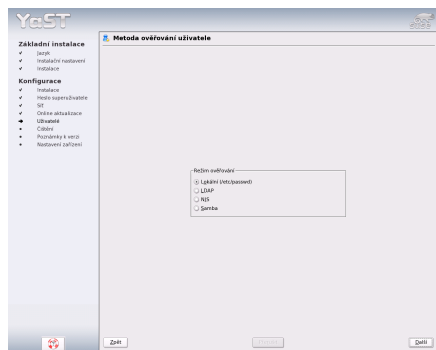 YaST
SUSE
Základní instalace
Jazyk
Instalační nastavení
Instalace
Konfigurace
Instalace
Heslo superuživatele
Síť
Online aktualizace
Uživatelé
Čištění
Poznámky k verzi
Nastavení zařízení
Metoda ověřování uživatele
Režim ověřování
Lokální (/etc/passwd)
LDAP
NIS
Samba
Zpět
Další